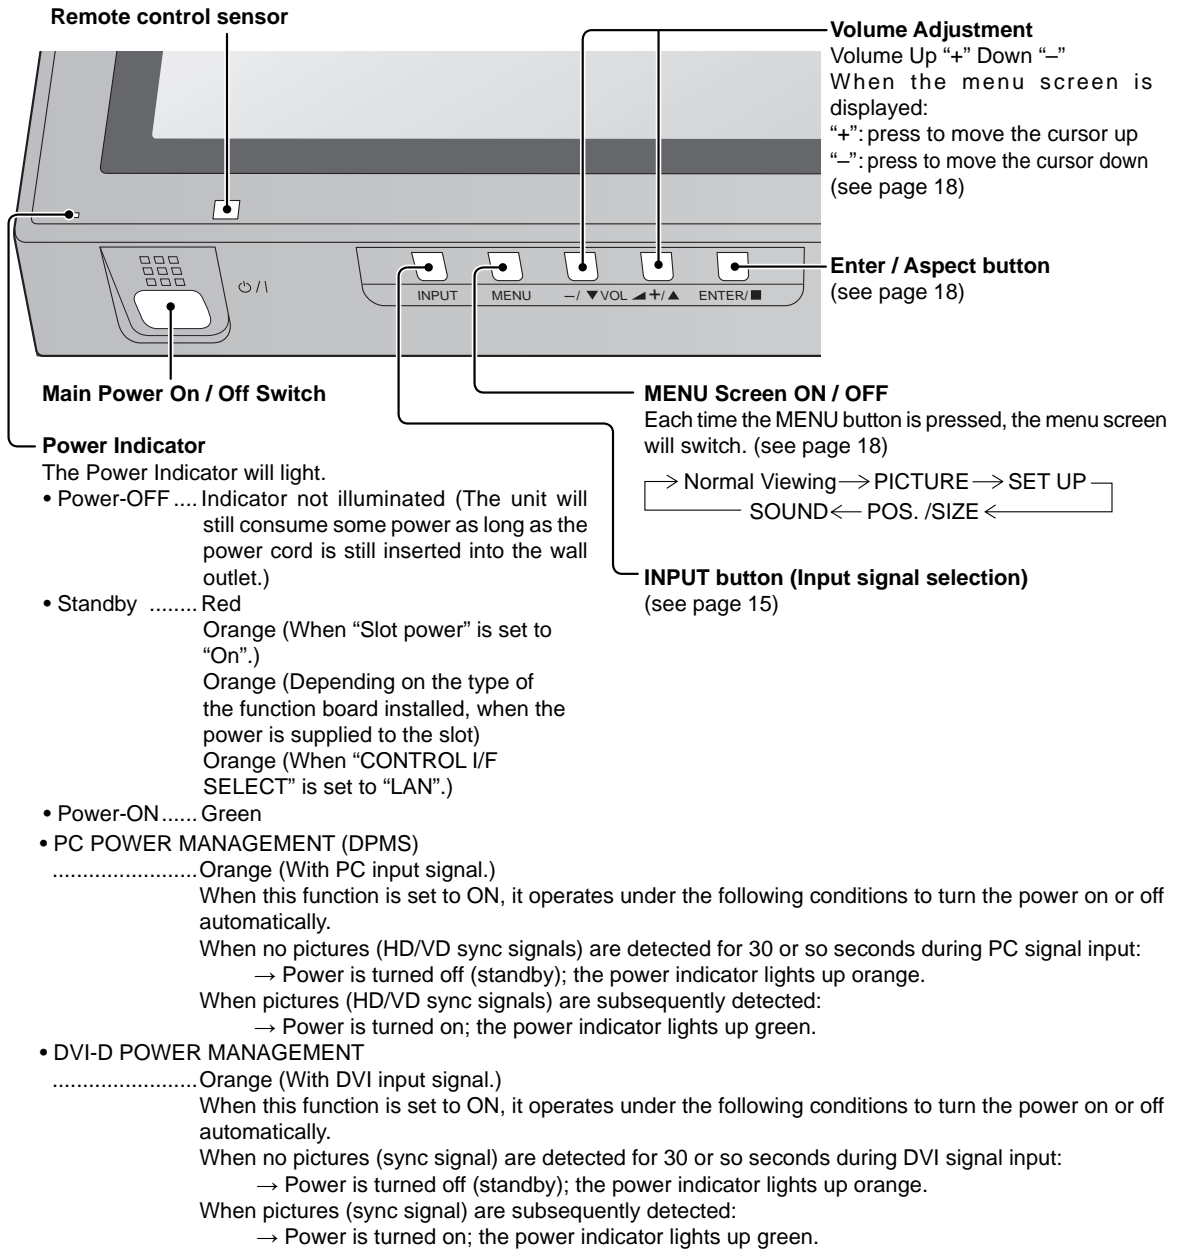 Remote control sensor
Volume Adjustment
Volume Up “+” Down “–”
When the menu screen is
displayed:
“+”: press to move the cursor up
“–”: press to move the cursor down
(see page 18)
Enter / Aspect button
(see page 18)
⏻ / I
INPUT MENU –/ ▼VOL ◢ +/▲ ENTER/■
Main Power On / Off Switch
MENU Screen ON / OFF
Each time the MENU button is pressed, the menu screen
will switch. (see page 18)
→ Normal Viewing → PICTURE → SET UP
SOUND ← POS. /SIZE ←
INPUT button (Input signal selection)
(see page 15)
Power Indicator
The Power Indicator will light.
• Power-OFF .... Indicator not illuminated (The unit will
still consume some power as long as the
power cord is still inserted into the wall
outlet.)
• Standby ........ Red
Orange (When “Slot power” is set to
“On”.)
Orange (Depending on the type of
the function board installed, when the
power is supplied to the slot)
Orange (When “CONTROL I/F
SELECT” is set to “LAN”.)
• Power-ON ...... Green
• PC POWER MANAGEMENT (DPMS)
........................Orange (With PC input signal.)
When this function is set to ON, it operates under the following conditions to turn the power on or off
automatically.
When no pictures (HD/VD sync signals) are detected for 30 or so seconds during PC signal input:
→ Power is turned off (standby); the power indicator lights up orange.
When pictures (HD/VD sync signals) are subsequently detected:
→ Power is turned on; the power indicator lights up green.
• DVI-D POWER MANAGEMENT
........................Orange (With DVI input signal.)
When this function is set to ON, it operates under the following conditions to turn the power on or off
automatically.
When no pictures (sync signal) are detected for 30 or so seconds during DVI signal input:
→ Power is turned off (standby); the power indicator lights up orange.
When pictures (sync signal) are subsequently detected:
→ Power is turned on; the power indicator lights up green.